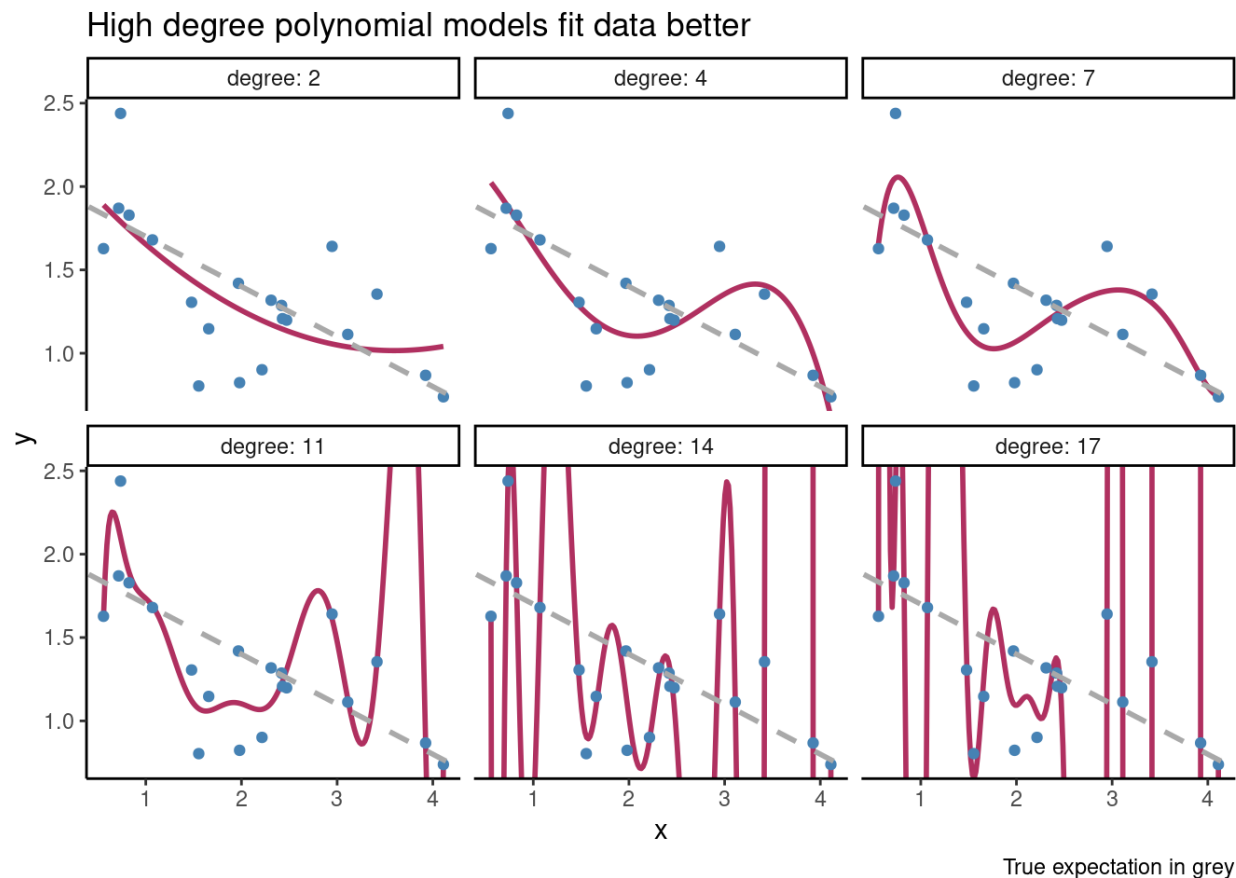 High degree polynomial models fit data better
degree: 2 degree: 4 degree: 7
2.5
2.0
1.5
1.0
y
degree: 11 degree: 14 degree: 17
2.5
2.0
1.5
1.0
1 2 3 4 1 2 3 4 1 2 3 4
x
True expectation in grey